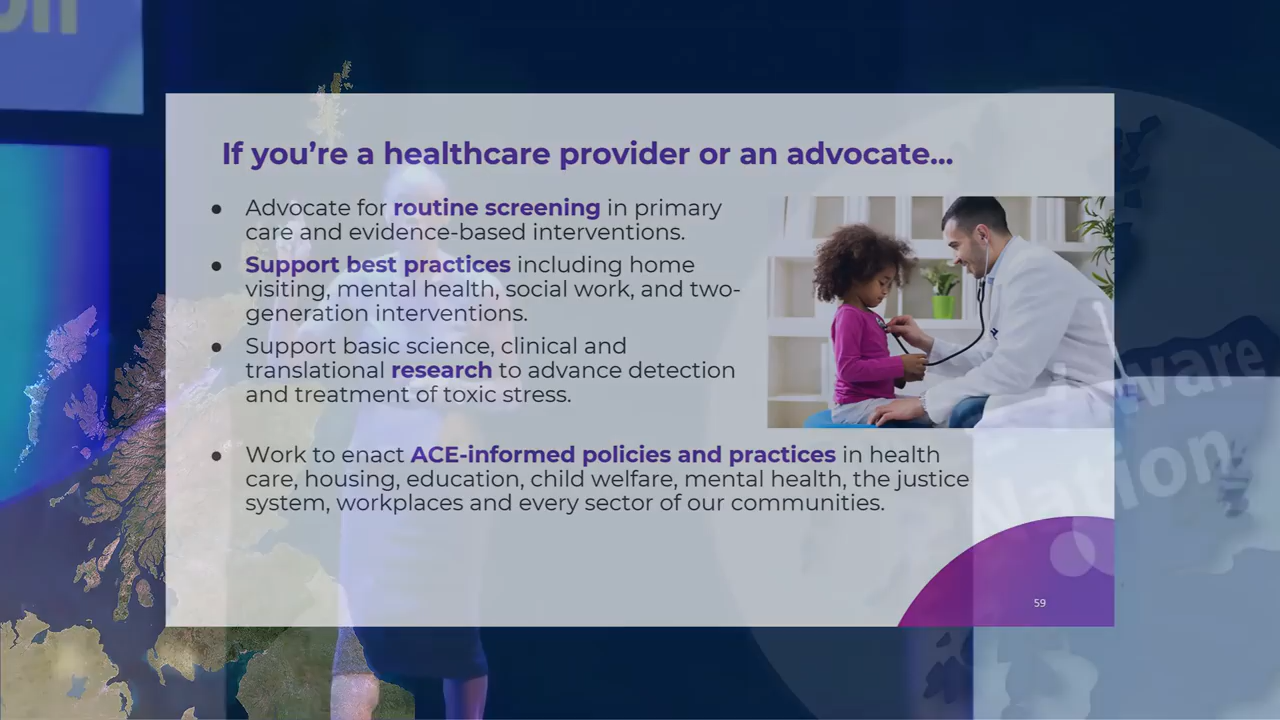 If you’re a healthcare provider or an advocate...
● Advocate for routine screening in primary
care and evidence-based interventions.
● Support best practices including home
visiting, mental health, social work, and two-
generation interventions.
● Support basic science, clinical and
translational research to advance detection
and treatment of toxic stress.
● Work to enact ACE-informed policies and practices in health
care, housing, education, child welfare, mental health, the justice
system, workplaces and every sector of our communities.
ware
Nation
59